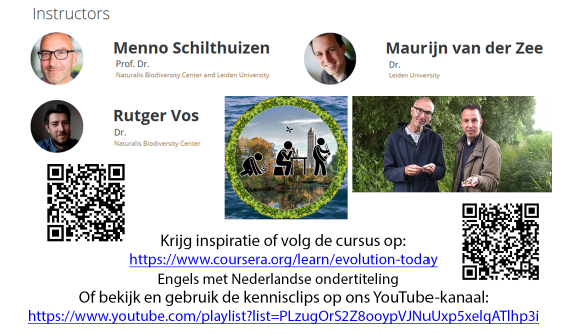 Instructors
Menno Schilthuizen
Prof. Dr.
Naturalis Biodiversity Center and Leiden University
Maurijn van der Zee
Dr.
Leiden University
Rutger Vos
Dr.
Naturalis Biodiversity Center
Krijg inspiratie of volg de cursus op:
https://www.coursera.org/learn/evolution-today
Engels met Nederlandse ondertiteling
Of bekijk en gebruik de kennisclips op ons YouTube-kanaal:
https://www.youtube.com/playlist?list=PLzugOrS2Z8ooypVJNuUxp5xelqATlhp3i